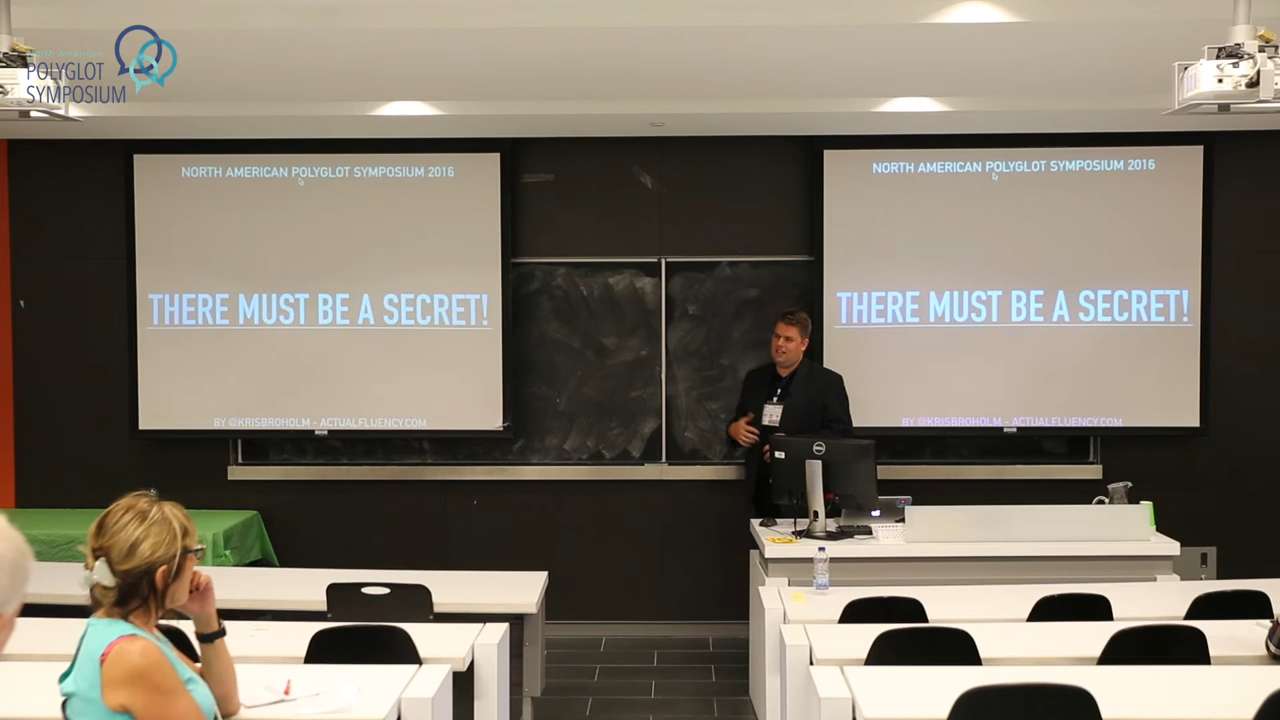 North American
POLYGLOT
SYMPOSIUM
NORTH AMERICAN POLYGLOT SYMPOSIUM 2016
THERE MUST BE A SECRET!
BY @KRISBROHOLM - ACTUALFLUENCY.COM
NORTH AMERICAN POLYGLOT SYMPOSIUM 2016
THERE MUST BE A SECRET!
BY @KRISBROHOLM - ACTUALFLUENCY.COM
DELL